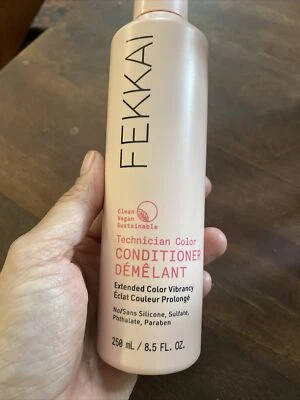 FEKKAI
Clean
Vegan
Sustainable
Technician Color
CONDITIONER
DÉMÊLANT
Extended Color Vibrancy
Éclat Couleur Prolongé
No/Sans Silicone, Sulfate,
Phthalate, Paraben
250 mL / 8.5 FL. OZ.